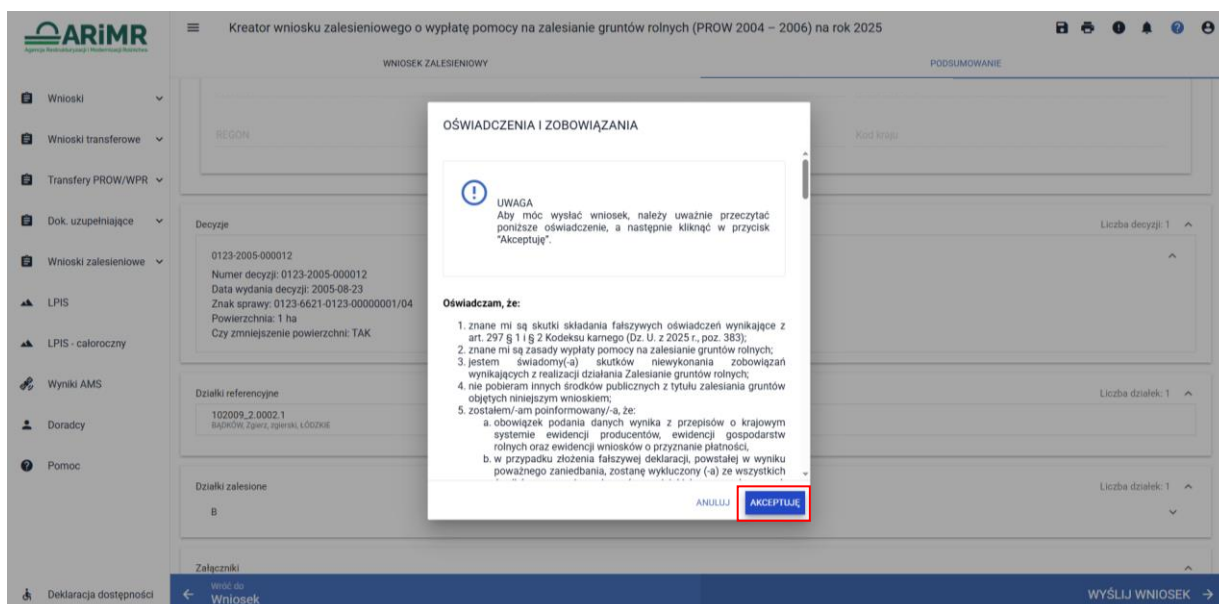 ARiMR
Agencja Restrukturyzacji i Modernizacji Rolnictwa
Kreator wniosku zalesieniowego o wypłatę pomocy na zalesianie gruntów rolnych (PROW 2004 – 2006) na rok 2025
WNIOSEK ZALESIENIOWY
PODSUMOWANIE
Wnioski
Wnioski transferowe
Transfery PROW/WPR
Dok. uzupełniające
Wnioski zalesieniowe
LPIS
LPIS - całoroczny
Wyniki AMS
Doradcy
Pomoc
Deklaracja dostępności
REGON
Kod kraju
Decyzje
Liczba decyzji: 1
0123-2005-000012
Numer decyzji: 0123-2005-000012
Data wydania decyzji: 2005-08-23
Znak sprawy: 0123-6621-0123-00000001/04
Powierzchnia: 1 ha
Czy zmniejszenie powierzchni: TAK
Działki referencyjne
Liczba działek: 1
102009_2.0002.1
BĄDKÓW, Zgierz, zgierski, ŁÓDZKIE
Działki zalesione
Liczba działek: 1
B
Załączniki
OŚWIADCZENIA I ZOBOWIĄZANIA
UWAGA
Aby móc wysłać wniosek, należy uważnie przeczytać
poniższe oświadczenie, a następnie kliknąć w przycisk
"Akceptuję".
Oświadczam, że:
1. znane mi są skutki składania fałszywych oświadczeń wynikające z
art. 297 § 1 i § 2 Kodeksu karnego (Dz. U. z 2025 r., poz. 383);
2. znane mi są zasady wypłaty pomocy na zalesianie gruntów rolnych;
3. jestem świadomy(-a) skutków niewykonania zobowiązań
wynikających z realizacji działania Zalesianie gruntów rolnych;
4. nie pobieram innych środków publicznych z tytułu zalesiania gruntów
objętych niniejszym wnioskiem;
5. zostałem/-am poinformowany/-a, że:
a. obowiązek podania danych wynika z przepisów o krajowym
systemie ewidencji producentów, ewidencji gospodarstw
rolnych oraz ewidencji wniosków o przyznanie płatności,
b. w przypadku złożenia fałszywej deklaracji, powstałej w wyniku
poważnego zaniedbania, zostanę wykluczony (-a) ze wszystkich
ANULUJ
AKCEPTUJĘ
Wróć do
Wniosek
WYŚLIJ WNIOSEK